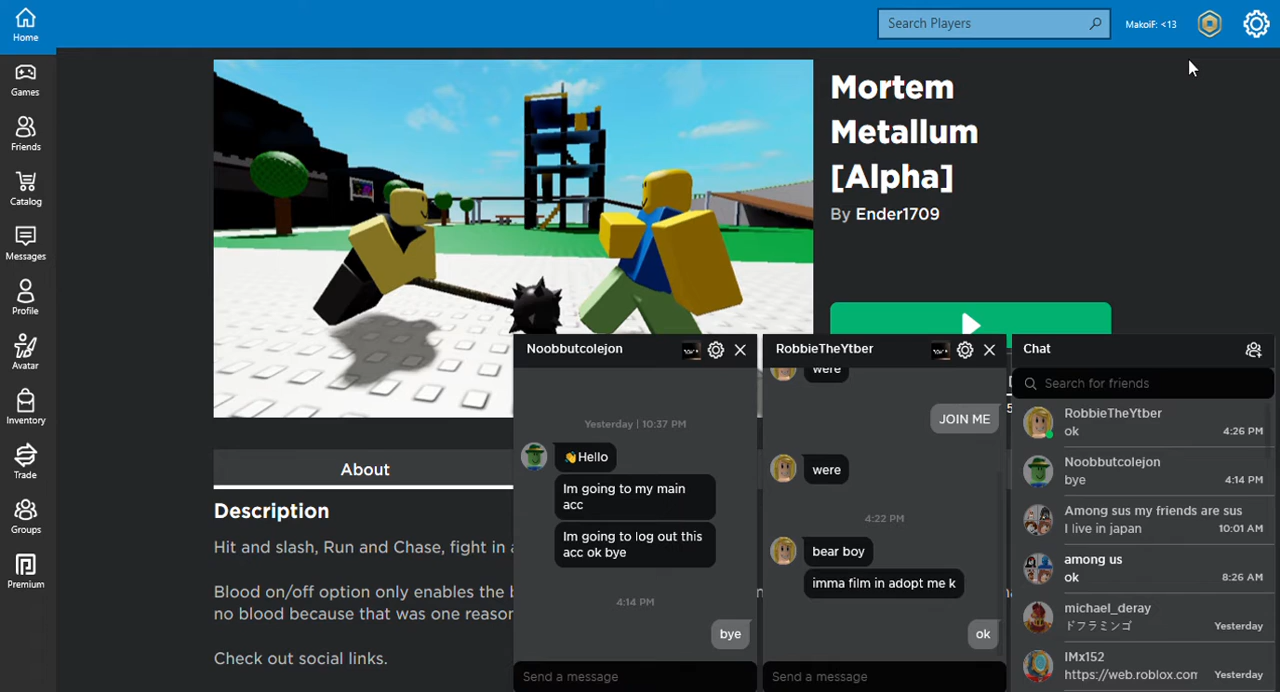 Home
Search Players
MakoiF: <13
Games
Friends
Catalog
Messages
Profile
Avatar
Inventory
Trade
Groups
Premium
Mortem
Metallum
[Alpha]
By Ender1709
About
Description
Hit and slash, Run and Chase, fight in a
Blood on/off option only enables the b
no blood because that was one reason
Check out social links.
Noobbutcolejon
Yesterday | 10:37 PM
👋Hello
Im going to my main
acc
Im going to log out this
acc ok bye
4:14 PM
bye
Send a message
RobbieTheYtber
were
JOIN ME
were
4:22 PM
bear boy
imma film in adopt me k
ok
Send a message
Chat
Search for friends
RobbieTheYtber
ok
4:26 PM
Noobbutcolejon
bye
4:14 PM
Among sus my friends are sus
I live in japan
10:01 AM
among us
ok
8:26 AM
michael_deray
ドフラミンゴ
Yesterday
IMx152
https://web.roblox.com
Yesterday